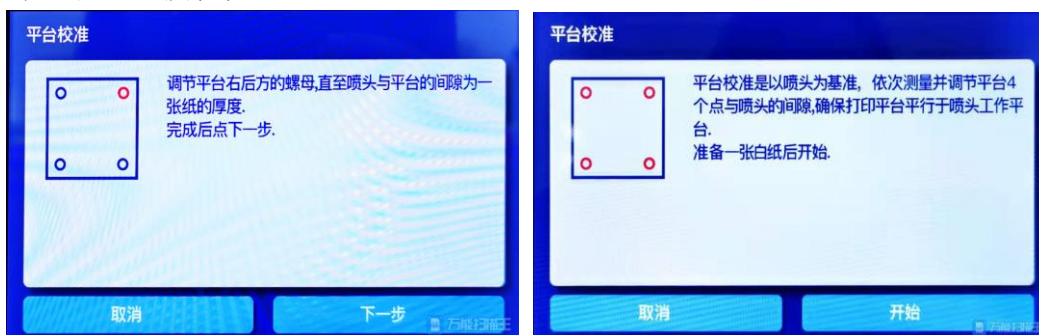 平台校准
调节平台右后方的螺母,直至喷头与平台的间隙为一
张纸的厚度.
完成后点下一步.
取消
下一步
万能扫描王
平台校准
平台校准是以喷头为基准, 依次测量并调节平台4
个点与喷头的间隙,确保打印平台平行于喷头工作平
台.
准备一张白纸后开始.
取消
开始
万能扫描王